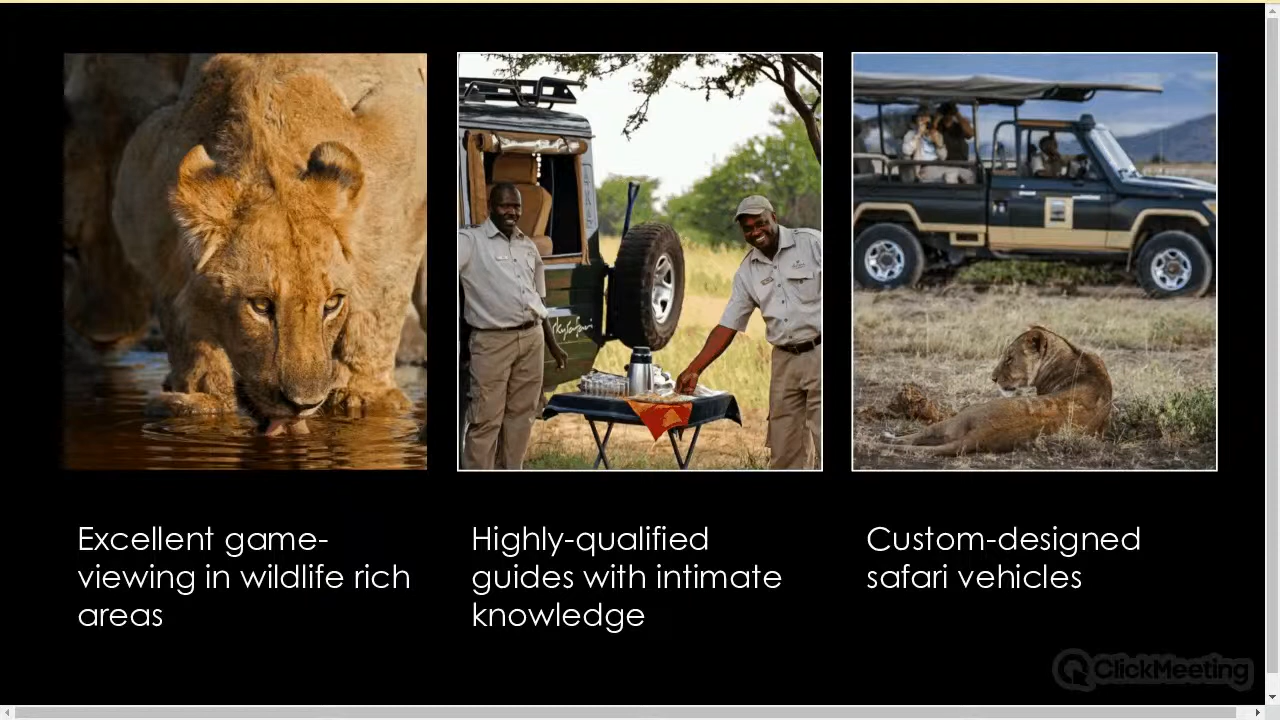 Excellent game-
viewing in wildlife rich
areas
Highly-qualified
guides with intimate
knowledge
Custom-designed
safari vehicles
ClickMeeting